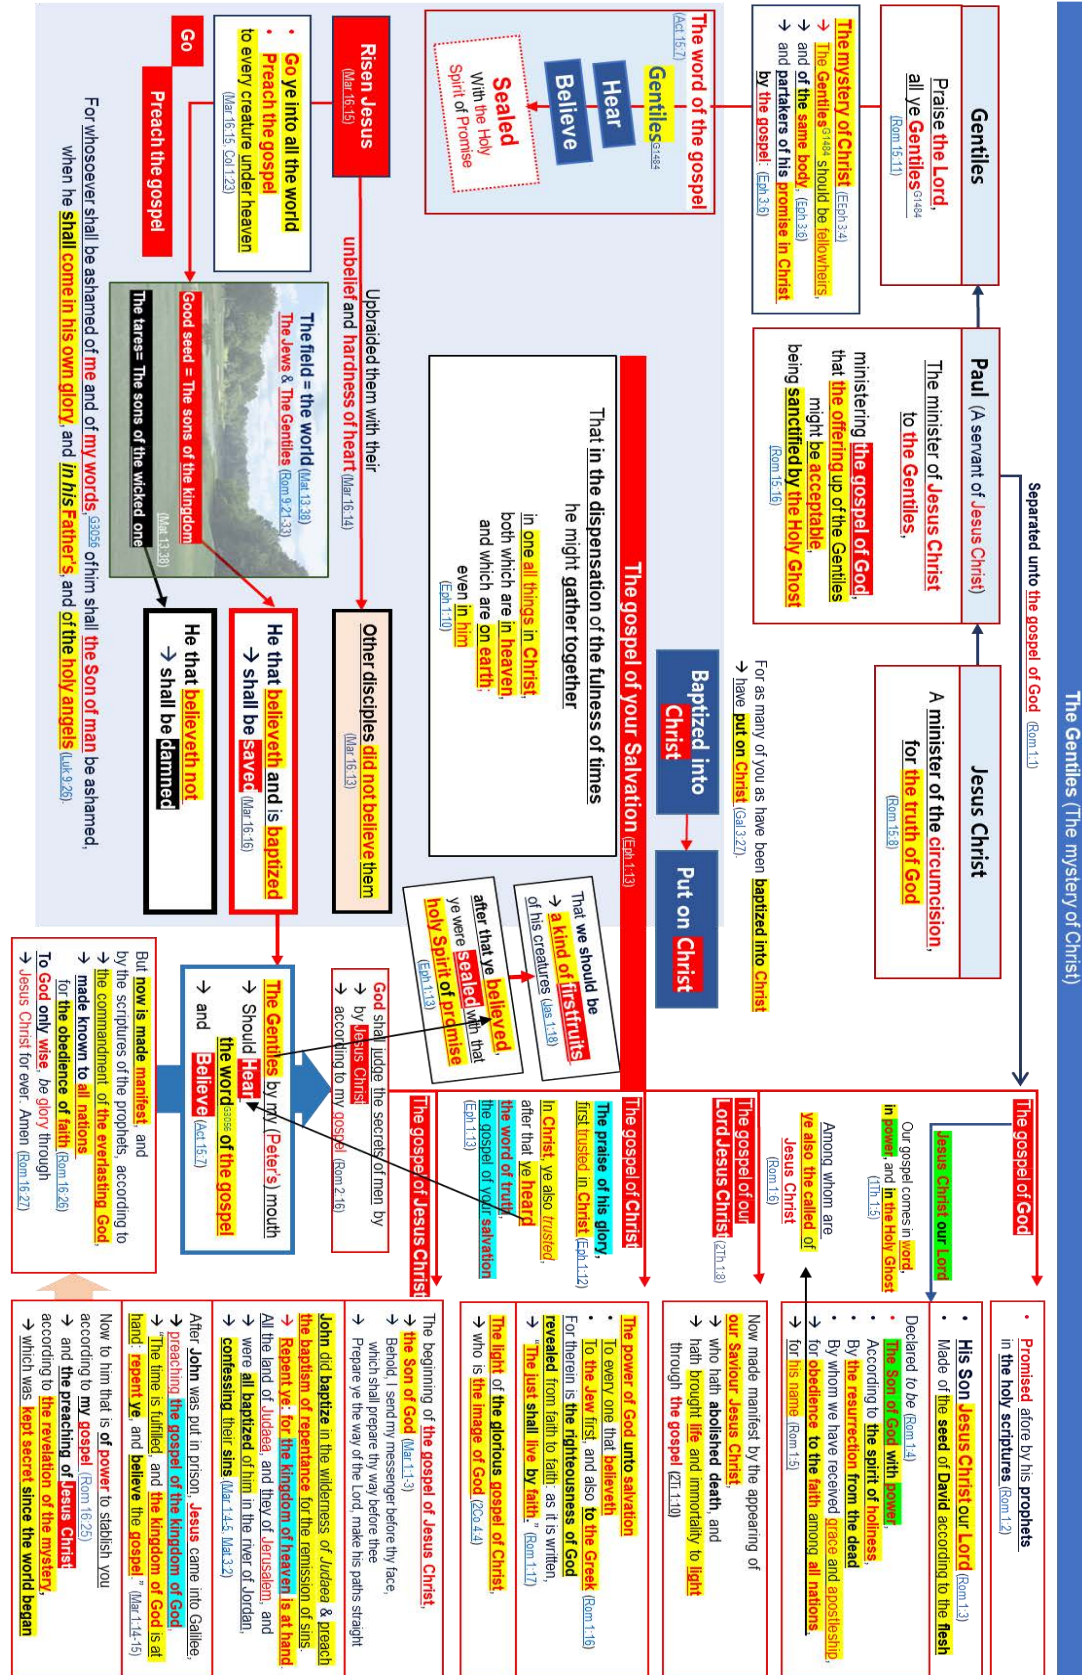 The Gentiles (The mystery of Christ)
Gentiles
Praise the Lord,
all ye Gentiles G1484
(Rom 15:11)
Paul (A servant of Jesus Christ)
The minister of Jesus Christ
to the Gentiles,
ministering the gospel of God,
that the offering up of the Gentiles
might be acceptable,
being sanctified by the Holy Ghost
(Rom 15:16)
Jesus Christ
A minister of the circumcision,
for the truth of God
(Rom 15:8)
Separated unto the gospel of God (Rom 1:1)
The mystery of Christ (EEph 3:4)
→ The Gentiles G1484 should be fellowheirs,
→ and of the same body, (Eph 3:6)
→ and partakers of his promise in Christ
by the gospel: (Eph 3:6)
The word of the gospel
(Act 15:7)
Gentiles G1484
Hear
Believe
Sealed
With the Holy
Spirit of Promise
For as many of you as have been baptized into Christ
→ have put on Christ (Gal 3:27).
Baptized into
Christ
Put on Christ
The gospel of your Salvation (Eph 1:13)
That in the dispensation of the fulness of times
he might gather together
in one all things in Christ,
both which are in heaven,
and which are on earth;
even in him
(Eph 1:10)
Risen Jesus
(Mar 16:15)
Upbraided them with their
unbelief and hardness of heart (Mar 16:14)
Other disciples did not believe them
(Mar 16:13)
• Go ye into all the world
• Preach the gospel
to every creature under heaven
(Mar 16:15, Col 1:23)
Go
Preach the gospel
The field = the world (Mat 13:38)
The Jews & The Gentiles (Rom 9:21-33)
Good seed = The sons of the kingdom
The tares= The sons of the wicked one
(Mat 13:38)
He that believeth and is baptized
→ shall be saved (Mar 16:16)
He that believeth not
→ shall be damned
For whosoever shall be ashamed of me and of my words, G3056 of him shall the Son of man be ashamed,
when he shall come in his own glory, and in his Father's, and of the holy angels (Luk 9:26).
That we should be
→ a kind of firstfruits
of his creatures (Jas 1:18)
after that ye believed,
ye were sealed with that
holy Spirit of promise
(Eph 1:13)
God shall judge the secrets of men by
→ by Jesus Christ
→ according to my gospel (Rom 2:16)
The Gentiles by my (Peter's) mouth
→ Should Hear
the word G3056 of the gospel
→ and Believe (Act 15:7)
But now is made manifest, and
by the scriptures of the prophets, according to
→ the commandment of the everlasting God,
→ made known to all nations
for the obedience of faith (Rom 16:26)
To God only wise, be glory through
→ Jesus Christ for ever. Amen (Rom 16:27)
The gospel of God
• Promised afore by his prophets
in the holy scriptures (Rom 1:2)
Jesus Christ our Lord
• His Son Jesus Christ our Lord (Rom 1:3)
• Made of the seed of David according to the flesh
Declared to be (Rom 1:4)
• The Son of God with power,
• According to the spirit of holiness,
• By the resurrection from the dead
• By whom we have received grace and apostleship,
→ for obedience to the faith among all nations,
→ for his name (Rom 1:5)
Our gospel comes in word,
in power, and in the Holy Ghost
(1Th 1:5)
Among whom are
ye also the called of
Jesus Christ
(Rom 1:6)
The gospel of our
Lord Jesus Christ (2Th 1:8)
Now made manifest by the appearing of
our Saviour Jesus Christ,
→ who hath abolished death, and
→ hath brought life and immortality to light
through the gospel (2Ti 1:10)
The gospel of Christ
The praise of his glory,
first trusted in Christ (Eph 1:12)
In Christ, ye also trusted,
after that ye heard
the word of truth,
the gospel of your salvation
(Eph 1:13)
The power of God unto salvation
• To every one that believeth
• To the Jew first, and also to the Greek (Rom 1:16)
For therein is the righteousness of God
revealed from faith to faith: as it is written,
→ "The just shall live by faith." (Rom 1:17)
The light of the glorious gospel of Christ,
→ who is the image of God (2Co 4:4)
The gospel of Jesus Christ
The beginning of the gospel of Jesus Christ,
→ the Son of God (Mar 1:1-3)
→ Behold, I send my messenger before thy face,
which shall prepare thy way before thee
→ Prepare ye the way of the Lord, make his paths straight
John did baptize in the wilderness of Judaea & preach
the baptism of repentance for the remission of sins.
→ Repent ye: for the kingdom of heaven is at hand.
All the land of Judaea, and they of Jerusalem, and
→ were all baptized of him in the river of Jordan,
→ confessing their sins (Mar 1:4-5, Mat 3:2)
After John was put in prison, Jesus came into Galilee,
→ preaching the gospel of the kingdom of God,
→ "The time is fulfilled, and the kingdom of God is at
hand: repent ye, and believe the gospel." (Mar 1:14-15)
Now to him that is of power to stablish you
according to my gospel (Rom 16:25)
→ and the preaching of Jesus Christ
according to the revelation of the mystery,
→ which was kept secret since the world began